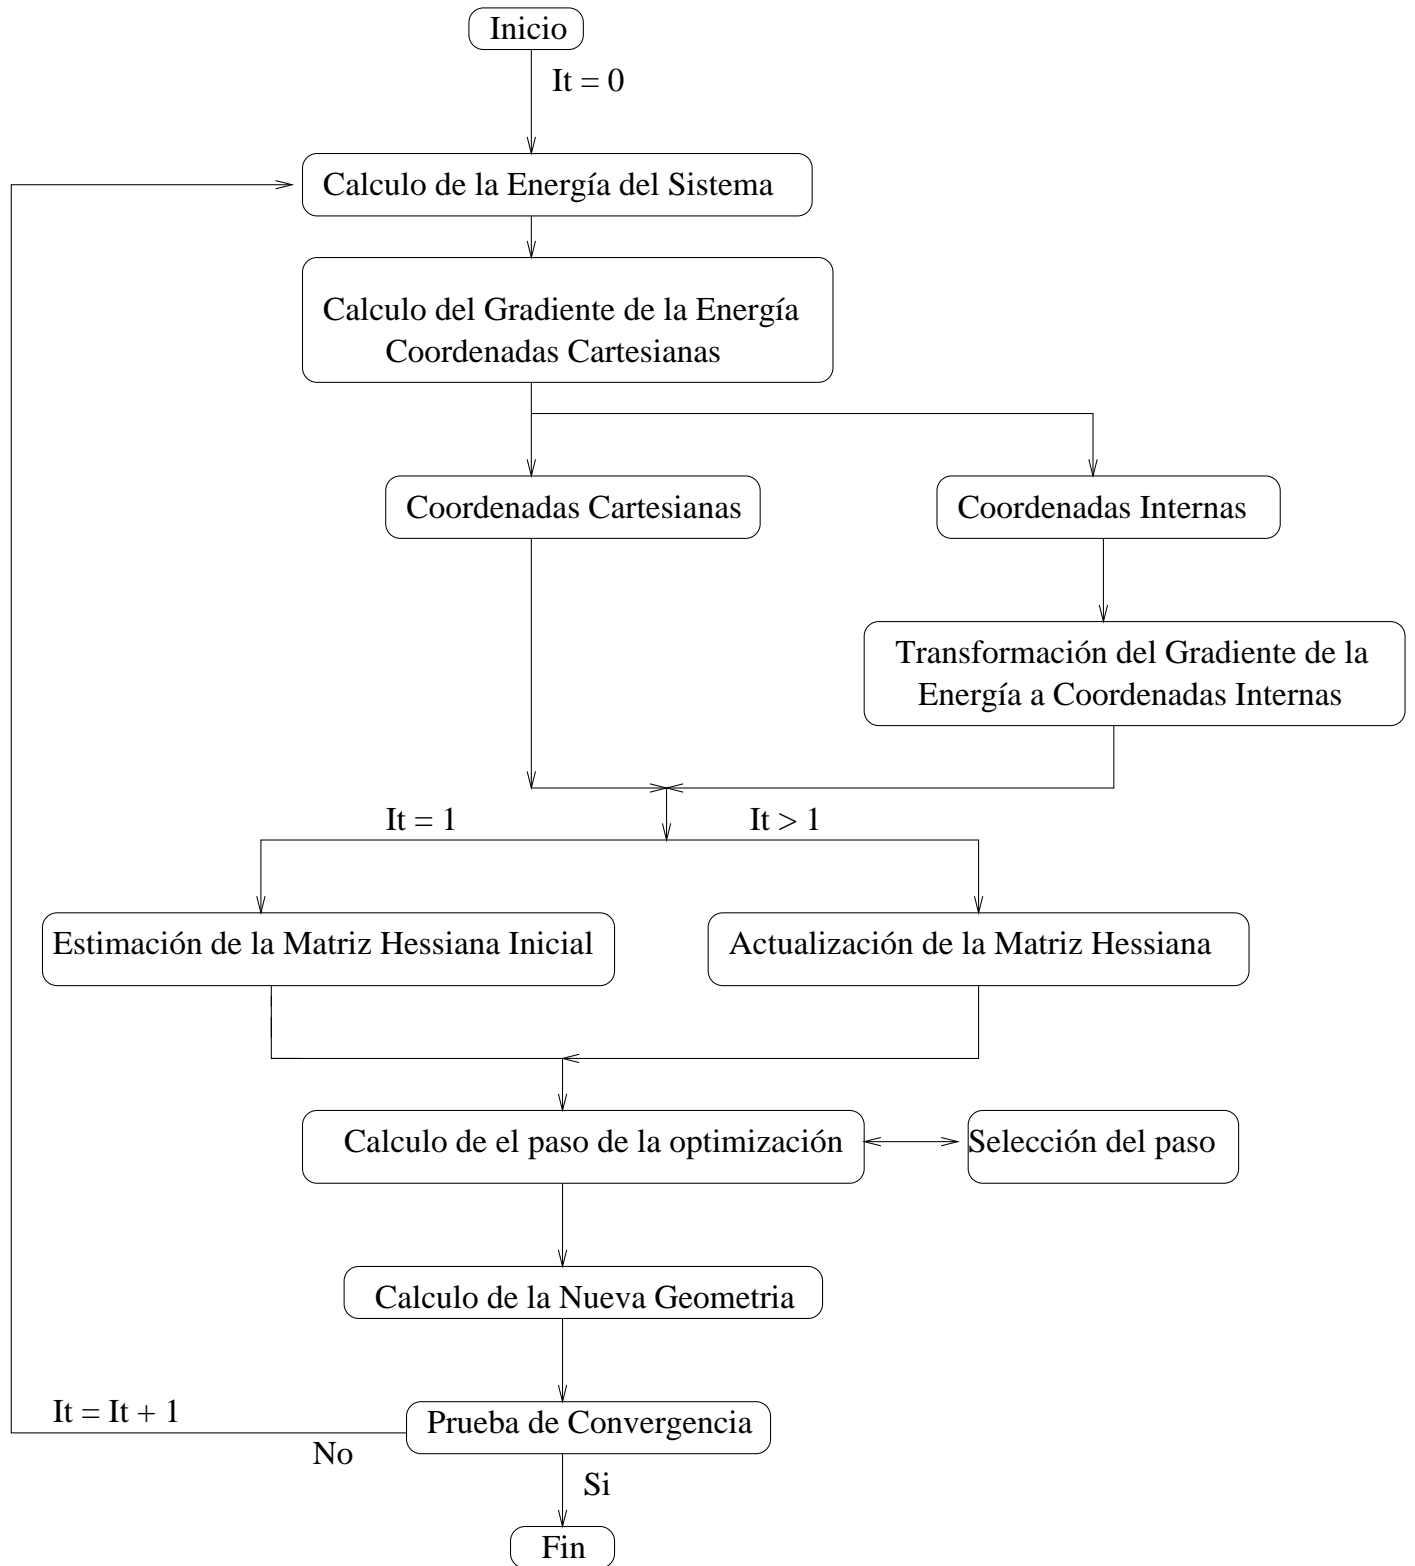 Inicio
It = 0
Calculo de la Energía del Sistema
Calculo del Gradiente de la Energía
Coordenadas Cartesianas
Coordenadas Cartesianas
Coordenadas Internas
Transformación del Gradiente de la
Energía a Coordenadas Internas
It = 1
It > 1
Estimación de la Matriz Hessiana Inicial
Actualización de la Matriz Hessiana
Calculo de el paso de la optimización
Selección del paso
Calculo de la Nueva Geometria
It = It + 1
Prueba de Convergencia
No
Si
Fin